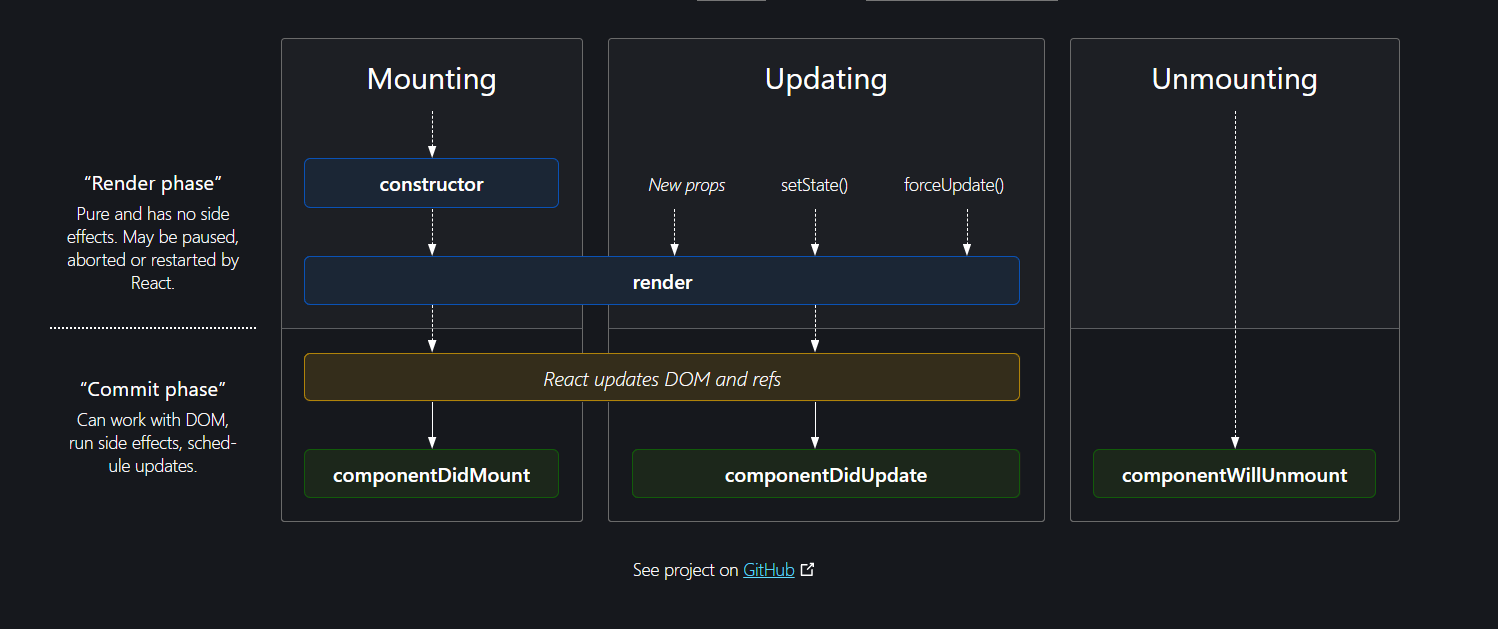 Mounting
Updating
Unmounting
“Render phase”
Pure and has no side
effects. May be paused,
aborted or restarted by
React.
constructor
New props
setState()
forceUpdate()
render
“Commit phase”
Can work with DOM,
run side effects, sched-
ule updates.
React updates DOM and refs
componentDidMount
componentDidUpdate
componentWillUnmount
See project on GitHub